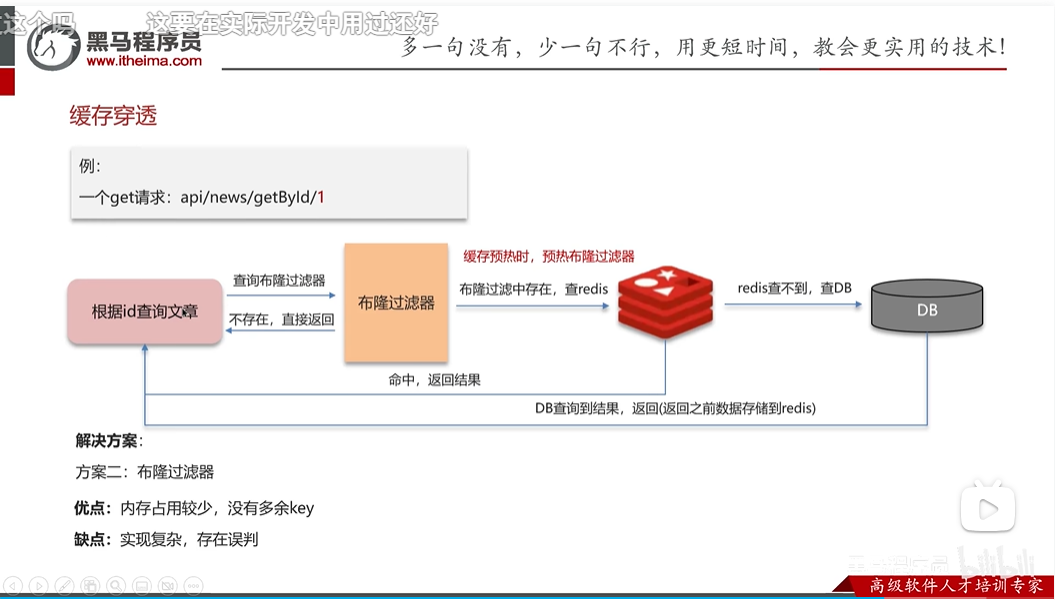 这个吗
这要在实际开发中用过还好
黑马程序员
www.itheima.com
多一句没有，少一句不行，用更短时间，教会更实用的技术！
缓存穿透
例：
一个get请求：api/news/getById/1
缓存预热时，预热布隆过滤器
查询布隆过滤器
布隆过滤中存在，查redis
redis查不到，查DB
根据id查询文章
布隆过滤器
DB
不存在，直接返回
命中，返回结果
DB查询到结果，返回(返回之前数据存储到redis)
解决方案：
方案二：布隆过滤器
优点：内存占用较少，没有多余key
缺点：实现复杂，存在误判
黑马程序员 bilibili
高级软件人才培训专家